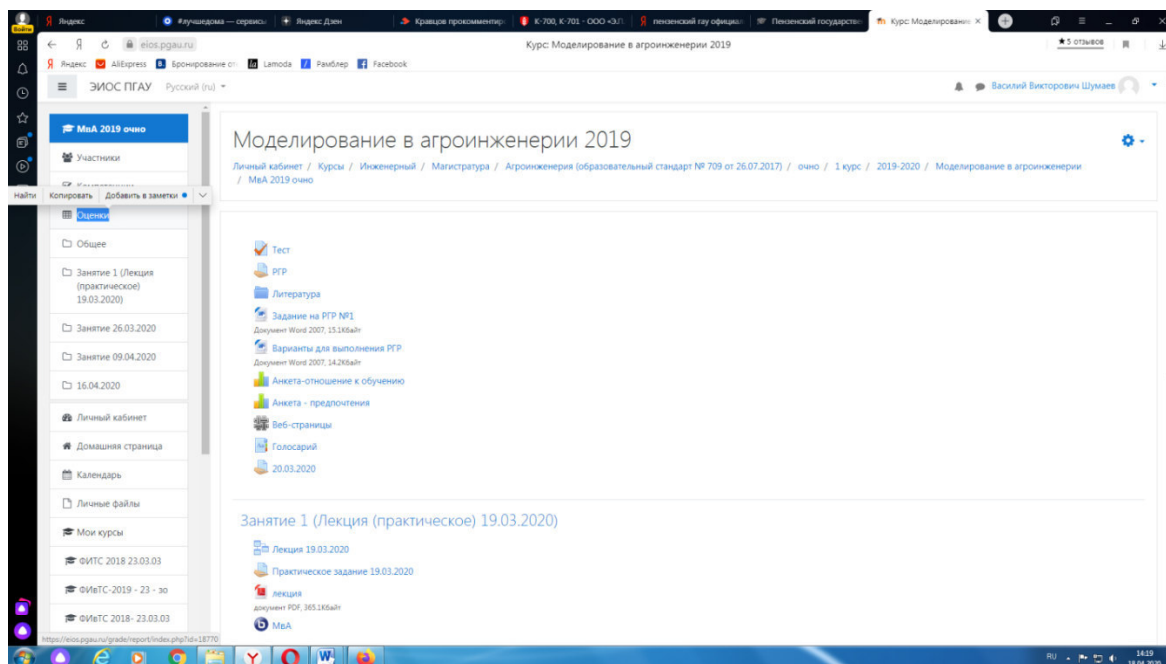 Войти
Яндекс
#лучшедома — сервисы
Яндекс Дзен
Кравцов прокомментир
К-700, К-701 - ООО «Э.П.
пензенский гау официал
Пензенский государстве
Курс: Моделирование
eios.pgau.ru
Курс: Моделирование в агроинженерии 2019
★ 5 отзывов
Яндекс
AliExpress
Бронирование от
Lamoda
Рамблер
Facebook
ЭИОС ПГАУ
Русский (ru)
Василий Викторович Шумаев
МвА 2019 очно
Участники
Компетенции
Найти
Копировать
Добавить в заметки
Оценки
Общее
Занятие 1 (Лекция
(практическое)
19.03.2020)
Занятие 26.03.2020
Занятие 09.04.2020
16.04.2020
Личный кабинет
Домашняя страница
Календарь
Личные файлы
Мои курсы
ФИТС 2018 23.03.03
ФИвТС-2019 - 23 - зо
ФИвТС 2018- 23.03.03
https://eios.pgau.ru/grade/report/index.php?id=18770
Моделирование в агроинженерии 2019
Личный кабинет / Курсы / Инженерный / Магистратура / Агроинженерия (образовательный стандарт № 709 от 26.07.2017) / очно / 1 курс / 2019-2020 / Моделирование в агроинженерии
/ МвА 2019 очно
Тест
РГР
Литература
Задание на РГР №1
Документ Word 2007, 15.1Кбайт
Варианты для выполнения РГР
Документ Word 2007, 14.2Кбайт
Анкета-отношение к обучению
Анкета - предпочтения
Веб-страницы
Голосарий
20.03.2020
Занятие 1 (Лекция (практическое) 19.03.2020)
Лекция 19.03.2020
Практическое задание 19.03.2020
лекция
документ PDF, 365.1Кбайт
МвА
RU
14:19
18.04.2020